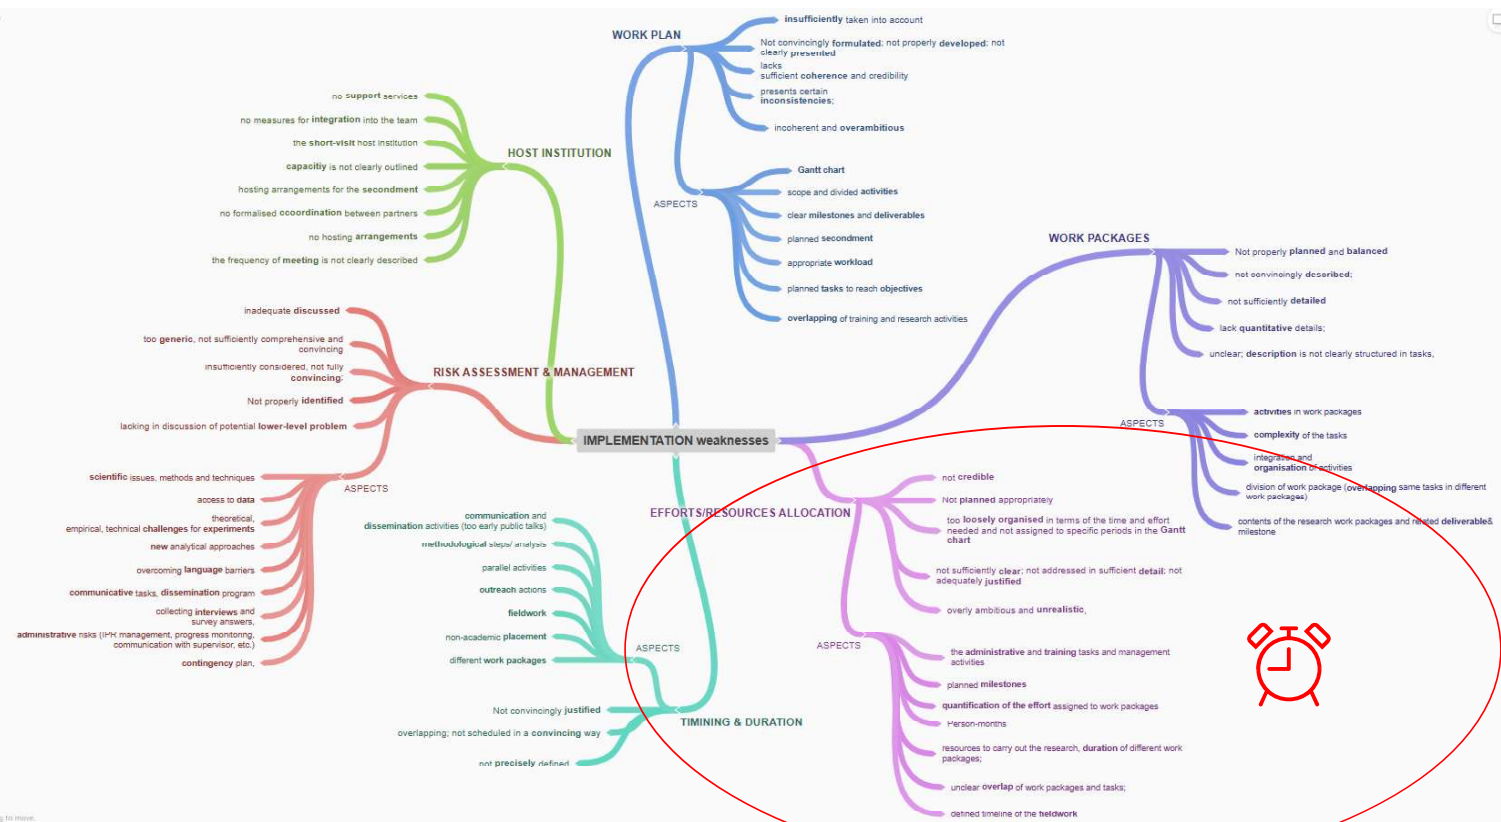 WORK PLAN
insufficiently taken into account
Not convincingly formulated; not properly developed; not
clearly presented
lacks
sufficient coherence and credibility
presents certain
inconsistencies;
incoherent and overambitious
ASPECTS
Gantt chart
scope and divided activities
clear milestones and deliverables
planned secondment
appropriate workload
planned tasks to reach objectives
overlapping of training and research activities
HOST INSTITUTION
no support services
no measures for integration into the team
the short-visit host institution
capacitiy is not clearly outlined
hosting arrangements for the secondment
no formalised ccoordination between partners
no hosting arrangements
the frequency of meeting is not clearly described
WORK PACKAGES
Not properly planned and balanced
not convincingly described;
not sufficiently detailed
lack quantitative details;
unclear; description is not clearly structured in tasks,
ASPECTS
activities in work packages
complexity of the tasks
integration and
organisation of activities
division of work package (overlapping same tasks in different
work packages)
contents of the research work packages and related deliverable&
milestone
RISK ASSESSMENT & MANAGEMENT
inadequate discussed
too generic, not sufficiently comprehensive and
convincing
insufficiently considered, not fully
convincing;
Not properly identified
lacking in discussion of potential lower-level problem
ASPECTS
scientific issues, methods and techniques
access to data
theoretical,
empirical, technical challenges for experiments
new analytical approaches
overcoming language barriers
communicative tasks, dissemination program
collecting interviews and
survey answers,
administrative risks (IPR management, progress monitoring,
communication with supervisor, etc.)
contingency plan,
IMPLEMENTATION weaknesses
EFFORTS/RESOURCES ALLOCATION
not credible
Not planned appropriately
too loosely organised in terms of the time and effort
needed and not assigned to specific periods in the Gantt
chart
not sufficiently clear; not addressed in sufficient detail; not
adequately justified
overly ambitious and unrealistic,
ASPECTS
the administrative and training tasks and management
activities
planned milestones
quantification of the effort assigned to work packages
Person-months
resources to carry out the research, duration of different work
packages;
unclear overlap of work packages and tasks;
defined timeline of the fieldwork
communication and
dissemination activities (too early public talks)
methodological steps/ analysis
parallel activities
outreach actions
fieldwork
non-academic placement
different work packages
ASPECTS
TIMINING & DURATION
Not convincingly justified
overlapping; not scheduled in a convincing way
not precisely defined
g to move.